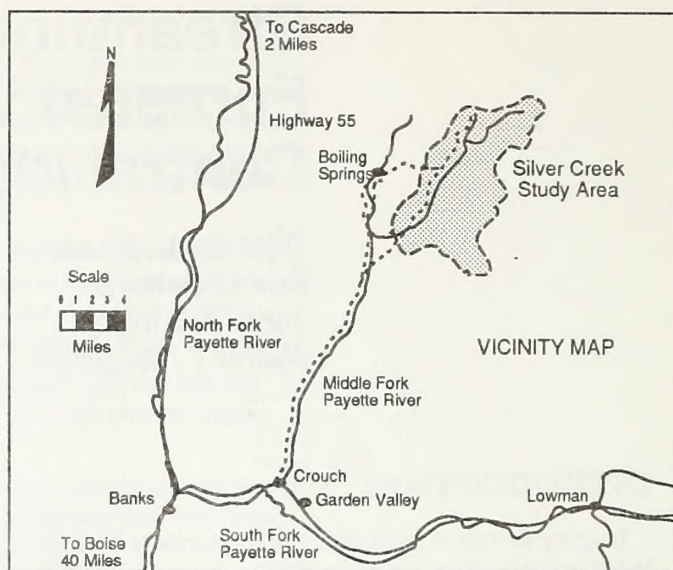 To Cascade
2 Miles
N
Highway 55
Boiling
Springs
Silver Creek
Study Area
Scale
0 1 2 3 4
Miles
North Fork
Payette River
VICINITY MAP
Middle Fork
Payette River
Crouch
Banks
Garden Valley
Lowman
South Fork
Payette River
To Boise
40 Miles